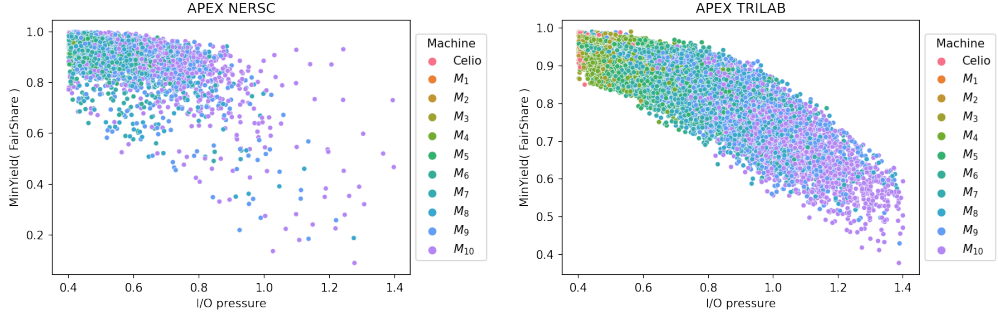 APEX NERSC
MinYield( FairShare )
1.0
0.8
0.6
0.4
0.2
0.4
0.6
0.8
1.0
1.2
1.4
I/O pressure
Machine
Celio
M1
M2
M3
M4
M5
M6
M7
M8
M9
M10
APEX TRILAB
MinYield( FairShare )
1.0
0.9
0.8
0.7
0.6
0.5
0.4
0.4
0.6
0.8
1.0
1.2
1.4
I/O pressure
Machine
Celio
M1
M2
M3
M4
M5
M6
M7
M8
M9
M10